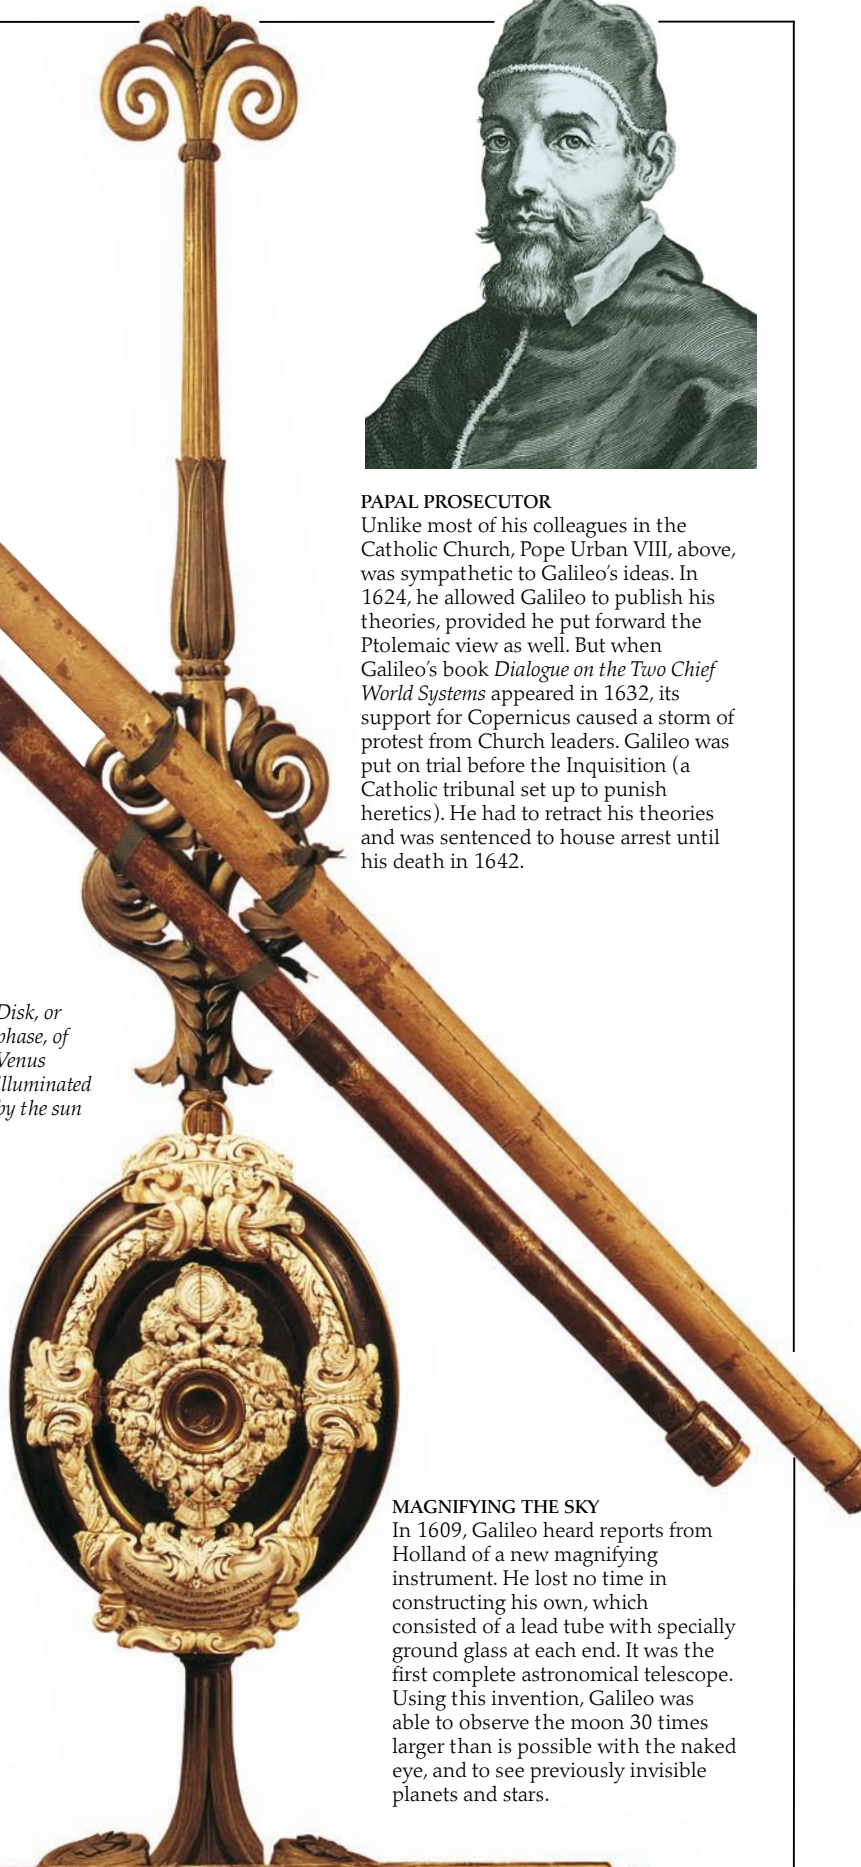 PAPAL PROSECUTOR
Unlike most of his colleagues in the
Catholic Church, Pope Urban VIII, above,
was sympathetic to Galileo’s ideas. In
1624, he allowed Galileo to publish his
theories, provided he put forward the
Ptolemaic view as well. But when
Galileo’s book Dialogue on the Two Chief
World Systems appeared in 1632, its
support for Copernicus caused a storm of
protest from Church leaders. Galileo was
put on trial before the Inquisition (a
Catholic tribunal set up to punish
heretics). He had to retract his theories
and was sentenced to house arrest until
his death in 1642.
Disk, or
phase, of
Venus
illuminated
by the sun
MAGNIFYING THE SKY
In 1609, Galileo heard reports from
Holland of a new magnifying
instrument. He lost no time in
constructing his own, which
consisted of a lead tube with specially
ground glass at each end. It was the
first complete astronomical telescope.
Using this invention, Galileo was
able to observe the moon 30 times
larger than is possible with the naked
eye, and to see previously invisible
planets and stars.